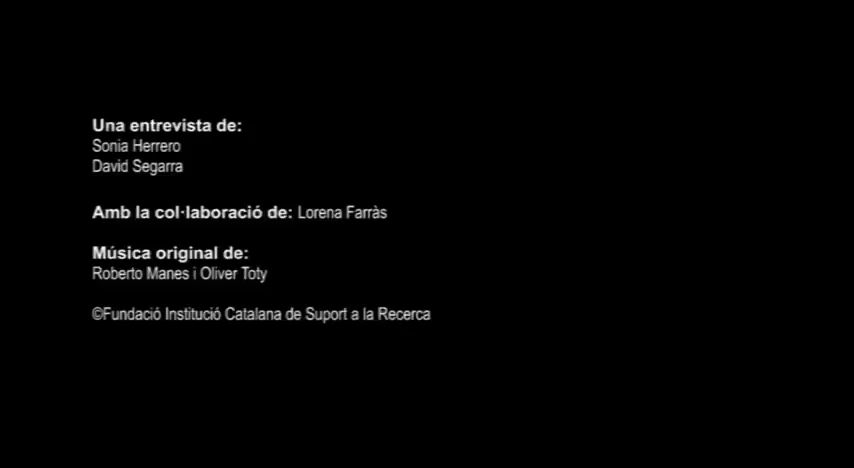 Una entrevista de:
Sonia Herrero
David Segarra
Amb la col·laboració de: Lorena Farràs
Música original de:
Roberto Manes i Oliver Toty
©Fundació Institució Catalana de Suport a la Recerca